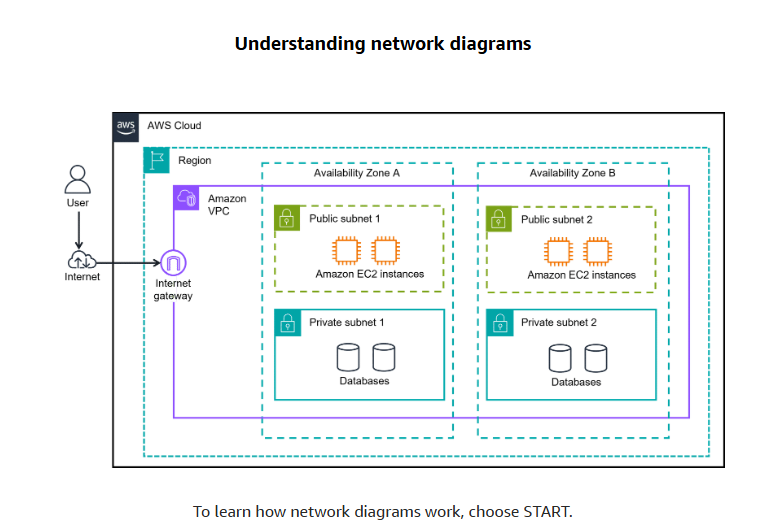 Understanding network diagrams
aws
AWS Cloud
Region
Availability Zone A
Availability Zone B
User
Amazon
VPC
Public subnet 1
Public subnet 2
Internet
Amazon EC2 instances
Amazon EC2 instances
Internet
gateway
Private subnet 1
Private subnet 2
Databases
Databases
To learn how network diagrams work, choose START.